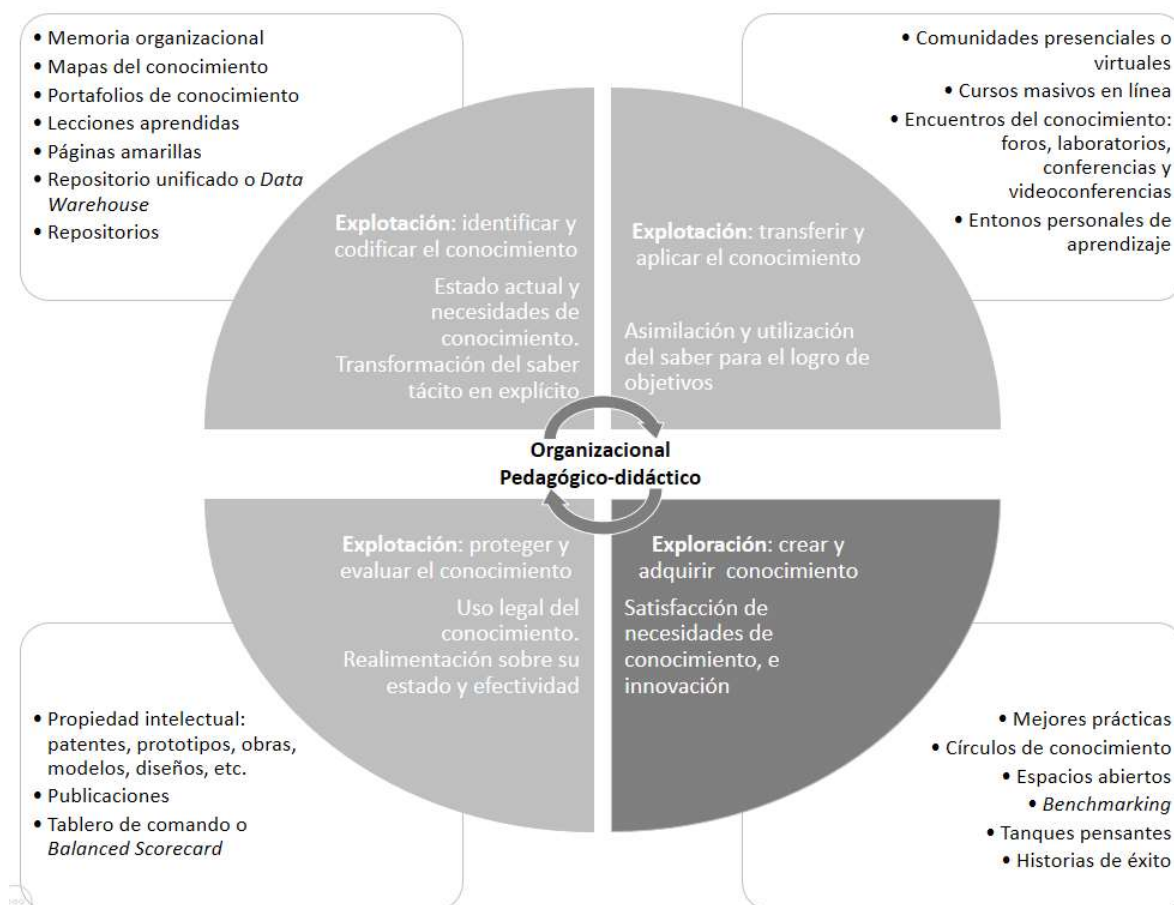 • Memoria organizacional
• Mapas del conocimiento
• Portafolios de conocimiento
• Lecciones aprendidas
• Páginas amarillas
• Repositorio unificado o Data
Warehouse
• Repositorios
• Comunidades presenciales o
virtuales
• Cursos masivos en línea
• Encuentros del conocimiento:
foros, laboratorios,
conferencias y
videoconferencias
• Entonos personales de
aprendizaje
Explotación: identificar y
codificar el conocimiento
Estado actual y
necesidades de
conocimiento.
Transformación del saber
tácito en explícito
Explotación: transferir y
aplicar el conocimiento
Asimilación y utilización
del saber para el logro de
objetivos
Organizacional
Pedagógico-didáctico
Explotación: proteger y
evaluar el conocimiento
Uso legal del
conocimiento.
Realimentación sobre su
estado y efectividad
Exploración: crear y
adquirir conocimiento
Satisfacción de
necesidades de
conocimiento, e
innovación
• Propiedad intelectual:
patentes, prototipos, obras,
modelos, diseños, etc.
• Publicaciones
• Tablero de comando o
Balanced Scorecard
• Mejores prácticas
• Círculos de conocimiento
• Espacios abiertos
• Benchmarking
• Tanques pensantes
• Historias de éxito